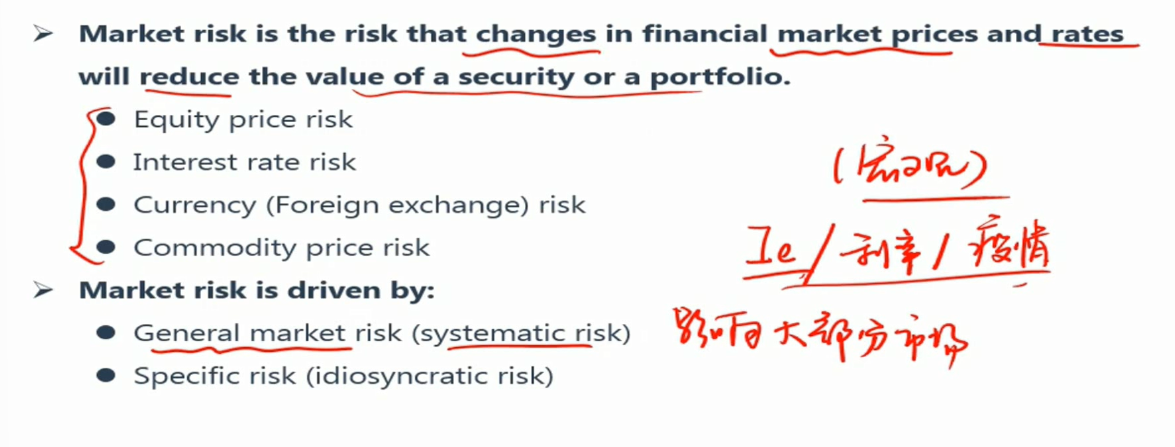 ➤ Market risk is the risk that changes in financial market prices and rates
will reduce the value of a security or a portfolio.
● Equity price risk
● Interest rate risk
● Currency (Foreign exchange) risk
● Commodity price risk
(宏观)
Ie / 利率 / 疫情
➤ Market risk is driven by:
● General market risk (systematic risk)
影响大部分市场
● Specific risk (idiosyncratic risk)